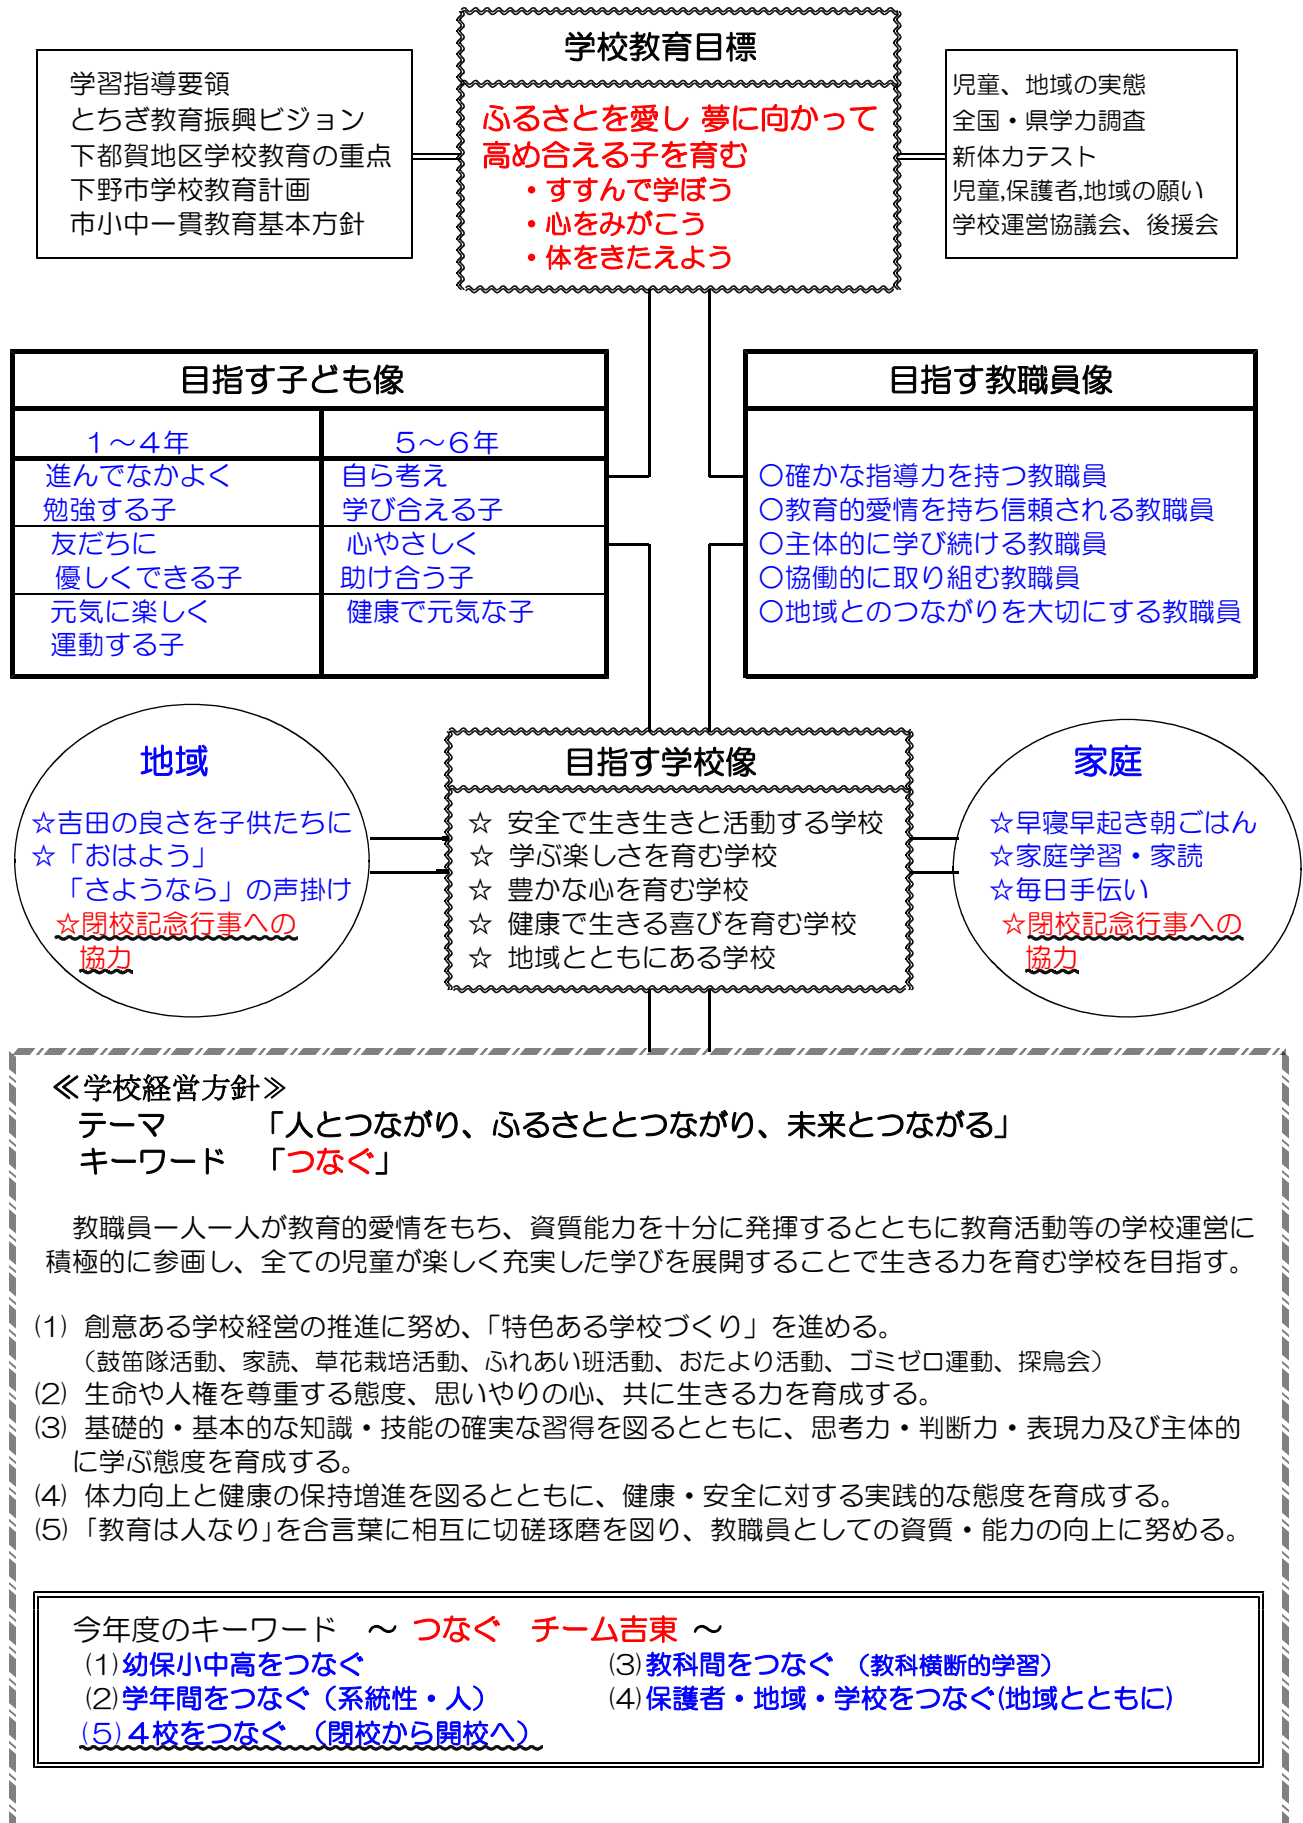 学校教育目標
ふるさとを愛し 夢に向かって
高め合える子を育む
・すすんで学ぼう
・心をみがこう
・体をきたえよう
学習指導要領
とちぎ教育振興ビジョン
下都賀地区学校教育の重点
下野市学校教育計画
市小中一貫教育基本方針
児童、地域の実態
全国・県学力調査
新体力テスト
児童,保護者,地域の願い
学校運営協議会、後援会
目指す子ども像
１～４年
進んでなかよく
勉強する子
友だちに
優しくできる子
元気に楽しく
運動する子
５～６年
自ら考え
学び合える子
心やさしく
助け合う子
健康で元気な子
目指す教職員像
〇確かな指導力を持つ教職員
〇教育的愛情を持ち信頼される教職員
〇主体的に学び続ける教職員
〇協働的に取り組む教職員
〇地域とのつながりを大切にする教職員
地域
☆吉田の良さを子供たちに
☆「おはよう」
「さようなら」の声掛け
☆閉校記念行事への
協力
目指す学校像
☆ 安全で生き生きと活動する学校
☆ 学ぶ楽しさを育む学校
☆ 豊かな心を育む学校
☆ 健康で生きる喜びを育む学校
☆ 地域とともにある学校
家庭
☆早寝早起き朝ごはん
☆家庭学習・家読
☆毎日手伝い
☆閉校記念行事への
協力
≪学校経営方針≫
テーマ 「人とつながり、ふるさととつながり、未来とつながる」
キーワード 「つなぐ」
教職員一人一人が教育的愛情をもち、資質能力を十分に発揮するとともに教育活動等の学校運営に
積極的に参画し、全ての児童が楽しく充実した学びを展開することで生きる力を育む学校を目指す。
⑴ 創意ある学校経営の推進に努め、「特色ある学校づくり」を進める。
（鼓笛隊活動、家読、草花栽培活動、ふれあい班活動、おたより活動、ゴミゼロ運動、探鳥会）
⑵ 生命や人権を尊重する態度、思いやりの心、共に生きる力を育成する。
⑶ 基礎的・基本的な知識・技能の確実な習得を図るとともに、思考力・判断力・表現力及び主体的
に学ぶ態度を育成する。
⑷ 体力向上と健康の保持増進を図るとともに、健康・安全に対する実践的な態度を育成する。
⑸「教育は人なり」を合言葉に相互に切磋琢磨を図り、教職員としての資質・能力の向上に努める。
今年度のキーワード ～ つなぐ チーム吉東 ～
⑴幼保小中高をつなぐ
⑶教科間をつなぐ （教科横断的学習）
⑵学年間をつなぐ（系統性・人）
⑷保護者・地域・学校をつなぐ(地域とともに)
⑸４校をつなぐ （閉校から開校へ）